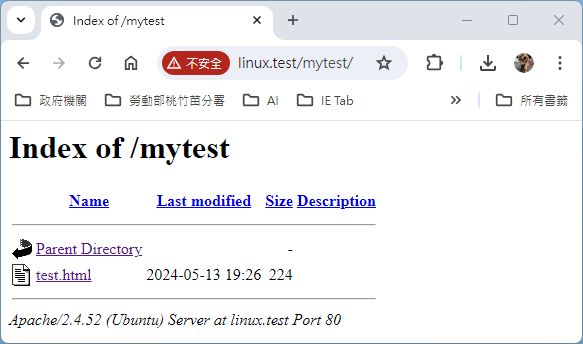 Index of /mytest
不安全 linux.test/mytest/
政府機關 勞動部桃竹苗分署 AI IE Tab 所有書籤
Index of /mytest
Name Last modified Size Description
Parent Directory -
test.html 2024-05-13 19:26 224
Apache/2.4.52 (Ubuntu) Server at linux.test Port 80